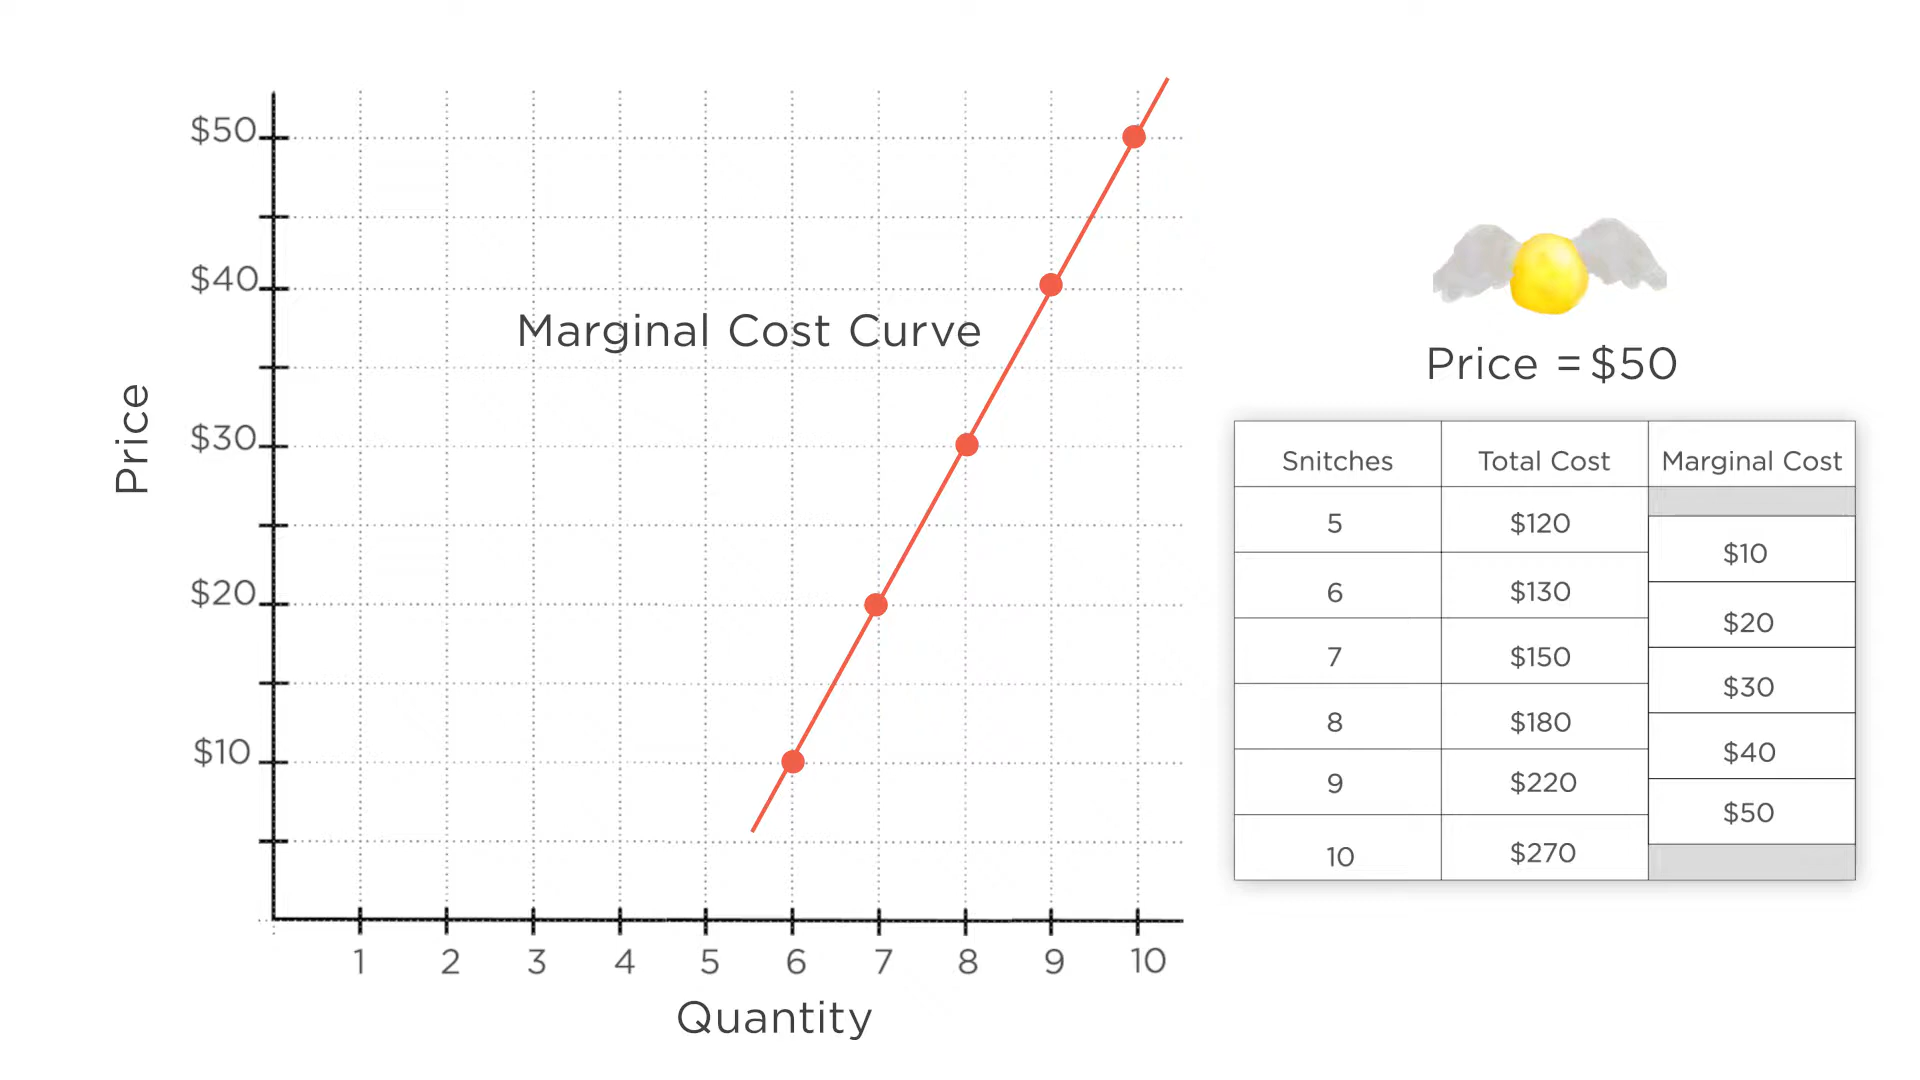 $50
$40
$30
$20
$10
Price
Marginal Cost Curve
1 2 3 4 5 6 7 8 9 10
Quantity
Price = $50
Snitches Total Cost Marginal Cost
5 $120
$10
6 $130
$20
7 $150
$30
8 $180
$40
9 $220
$50
10 $270